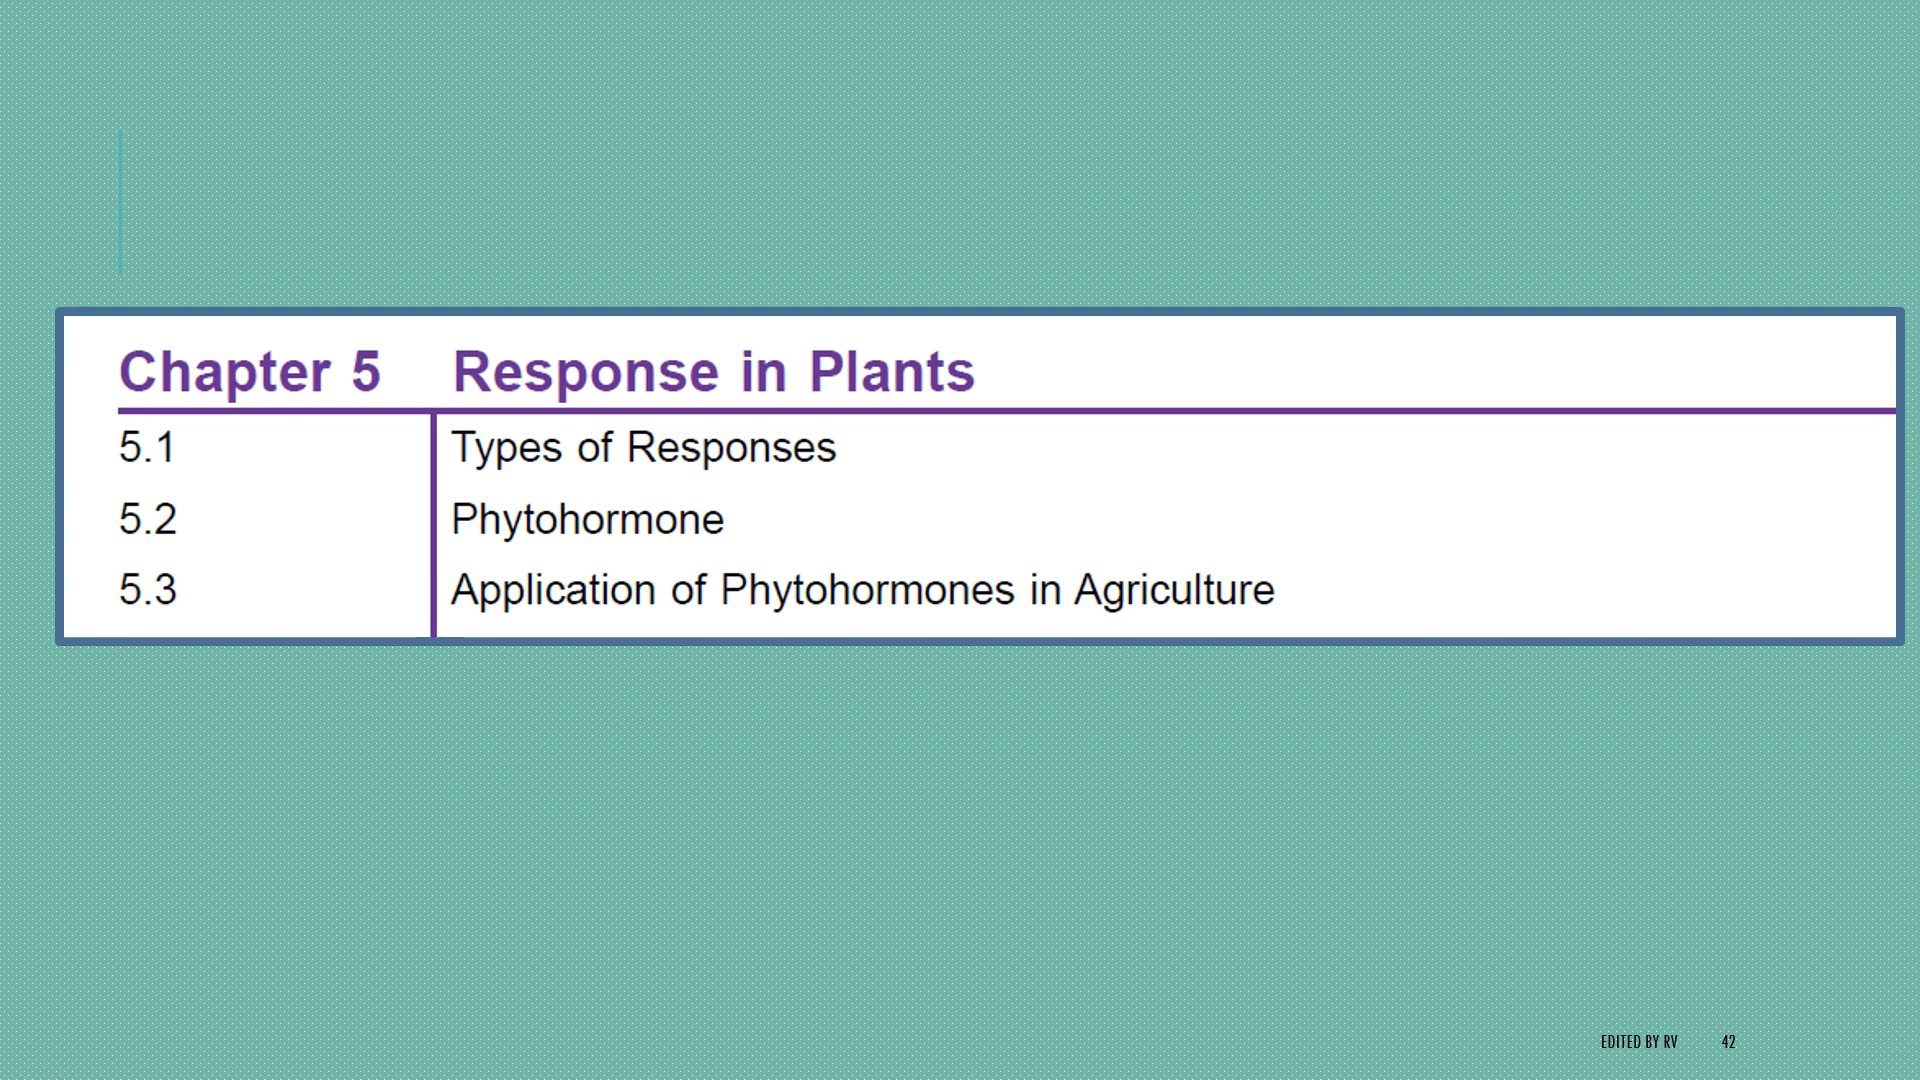 Chapter 5 Response in Plants
5.1 Types of Responses
5.2 Phytohormone
5.3 Application of Phytohormones in Agriculture
EDITED BY RV 42